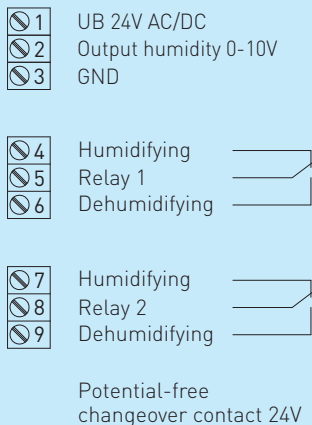 1 UB 24V AC/DC
2 Output humidity 0-10V
3 GND
4 Humidifying
5 Relay 1
6 Dehumidifying
7 Humidifying
8 Relay 2
9 Dehumidifying
Potential-free
changeover contact 24V